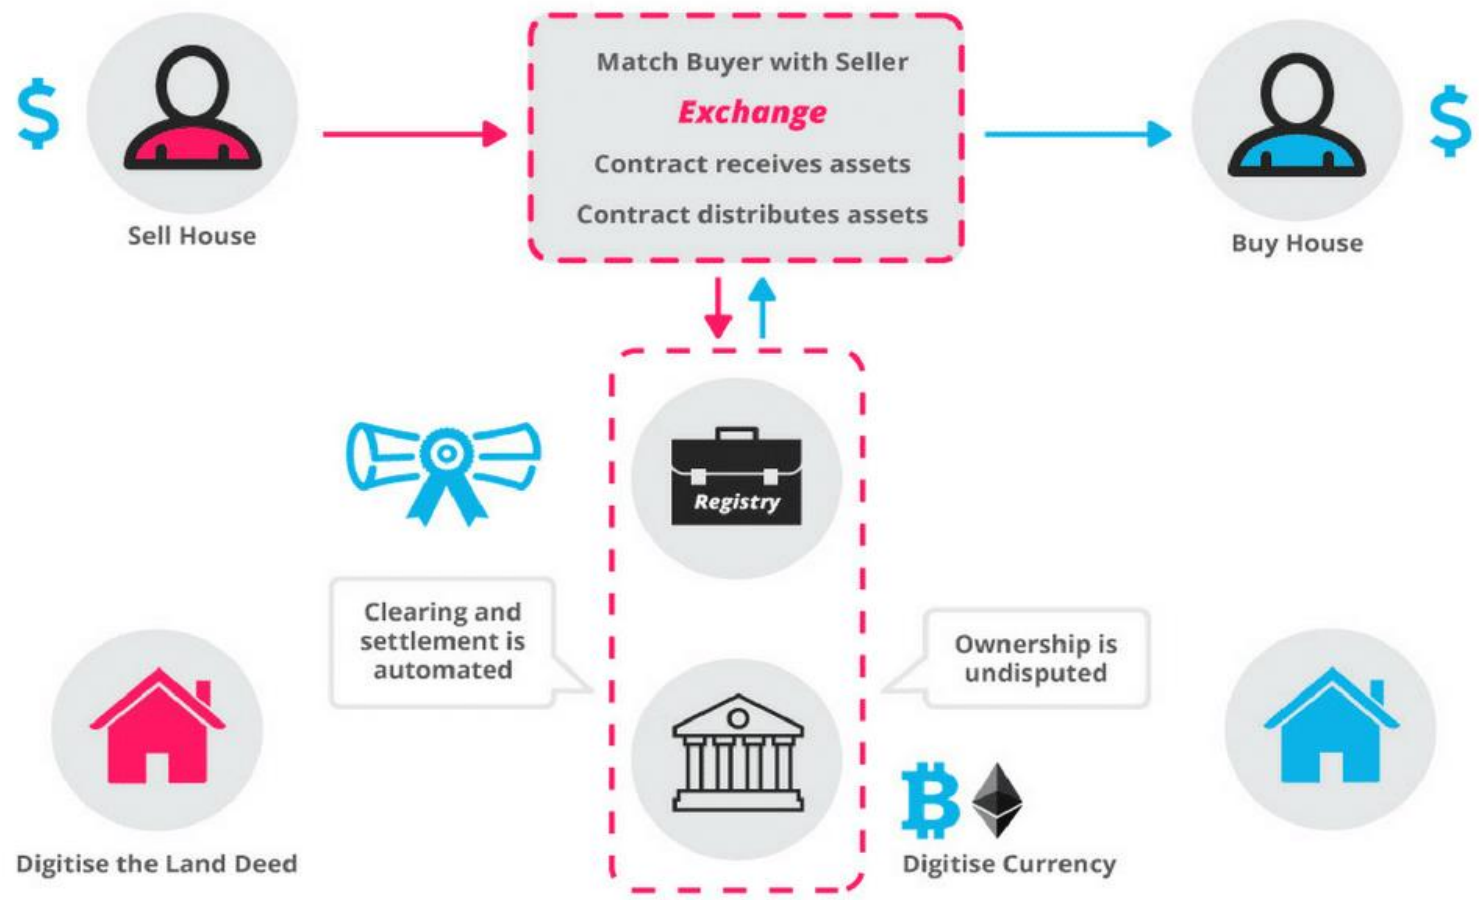 $
$
Match Buyer with Seller
Exchange
Contract receives assets
Contract distributes assets
Sell House
Buy House
Registry
Clearing and
settlement is
automated
Ownership is
undisputed
Digitise the Land Deed
Digitise Currency